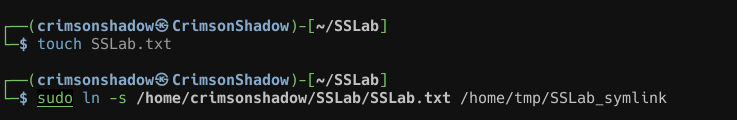 ┌──(crimsonshadow㉿CrimsonShadow)-[~/SSLab]
└─$ touch SSLab.txt
┌──(crimsonshadow㉿CrimsonShadow)-[~/SSLab]
└─$ sudo ln -s /home/crimsonshadow/SSLab/SSLab.txt /home/tmp/SSLab_symlink